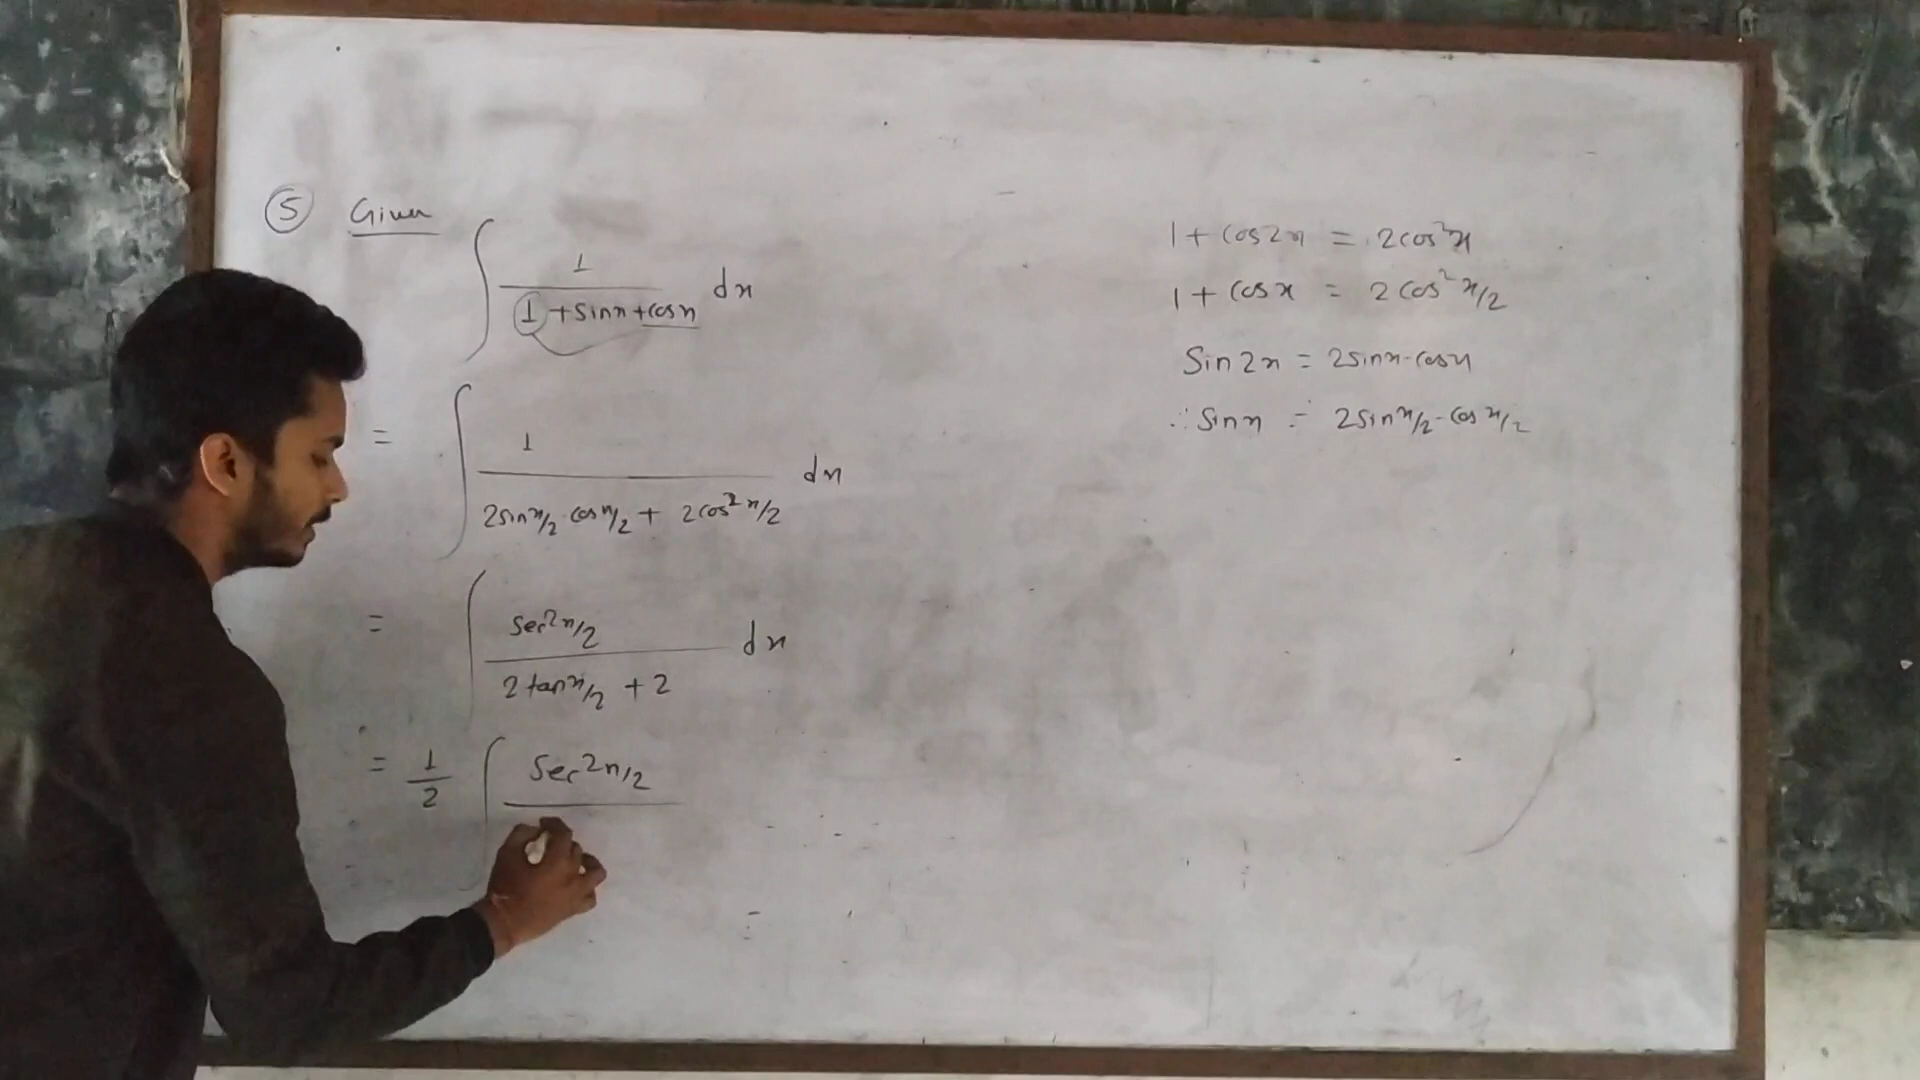 ⑤ Given ∫ 1/(1 + sinx + cosx) dx
= ∫ 1/(2sinx/2 · cosx/2 + 2cos² x/2) dx
= ∫ sec²x/2 / (2tanx/2 + 2) dx
= 1/2 ∫ sec²x/2
1 + cos2x = 2cos²x
1 + cosx = 2cos² x/2
Sin2x = 2sinx·cosx
∴ Sinx = 2sinx/2 - cosx/2